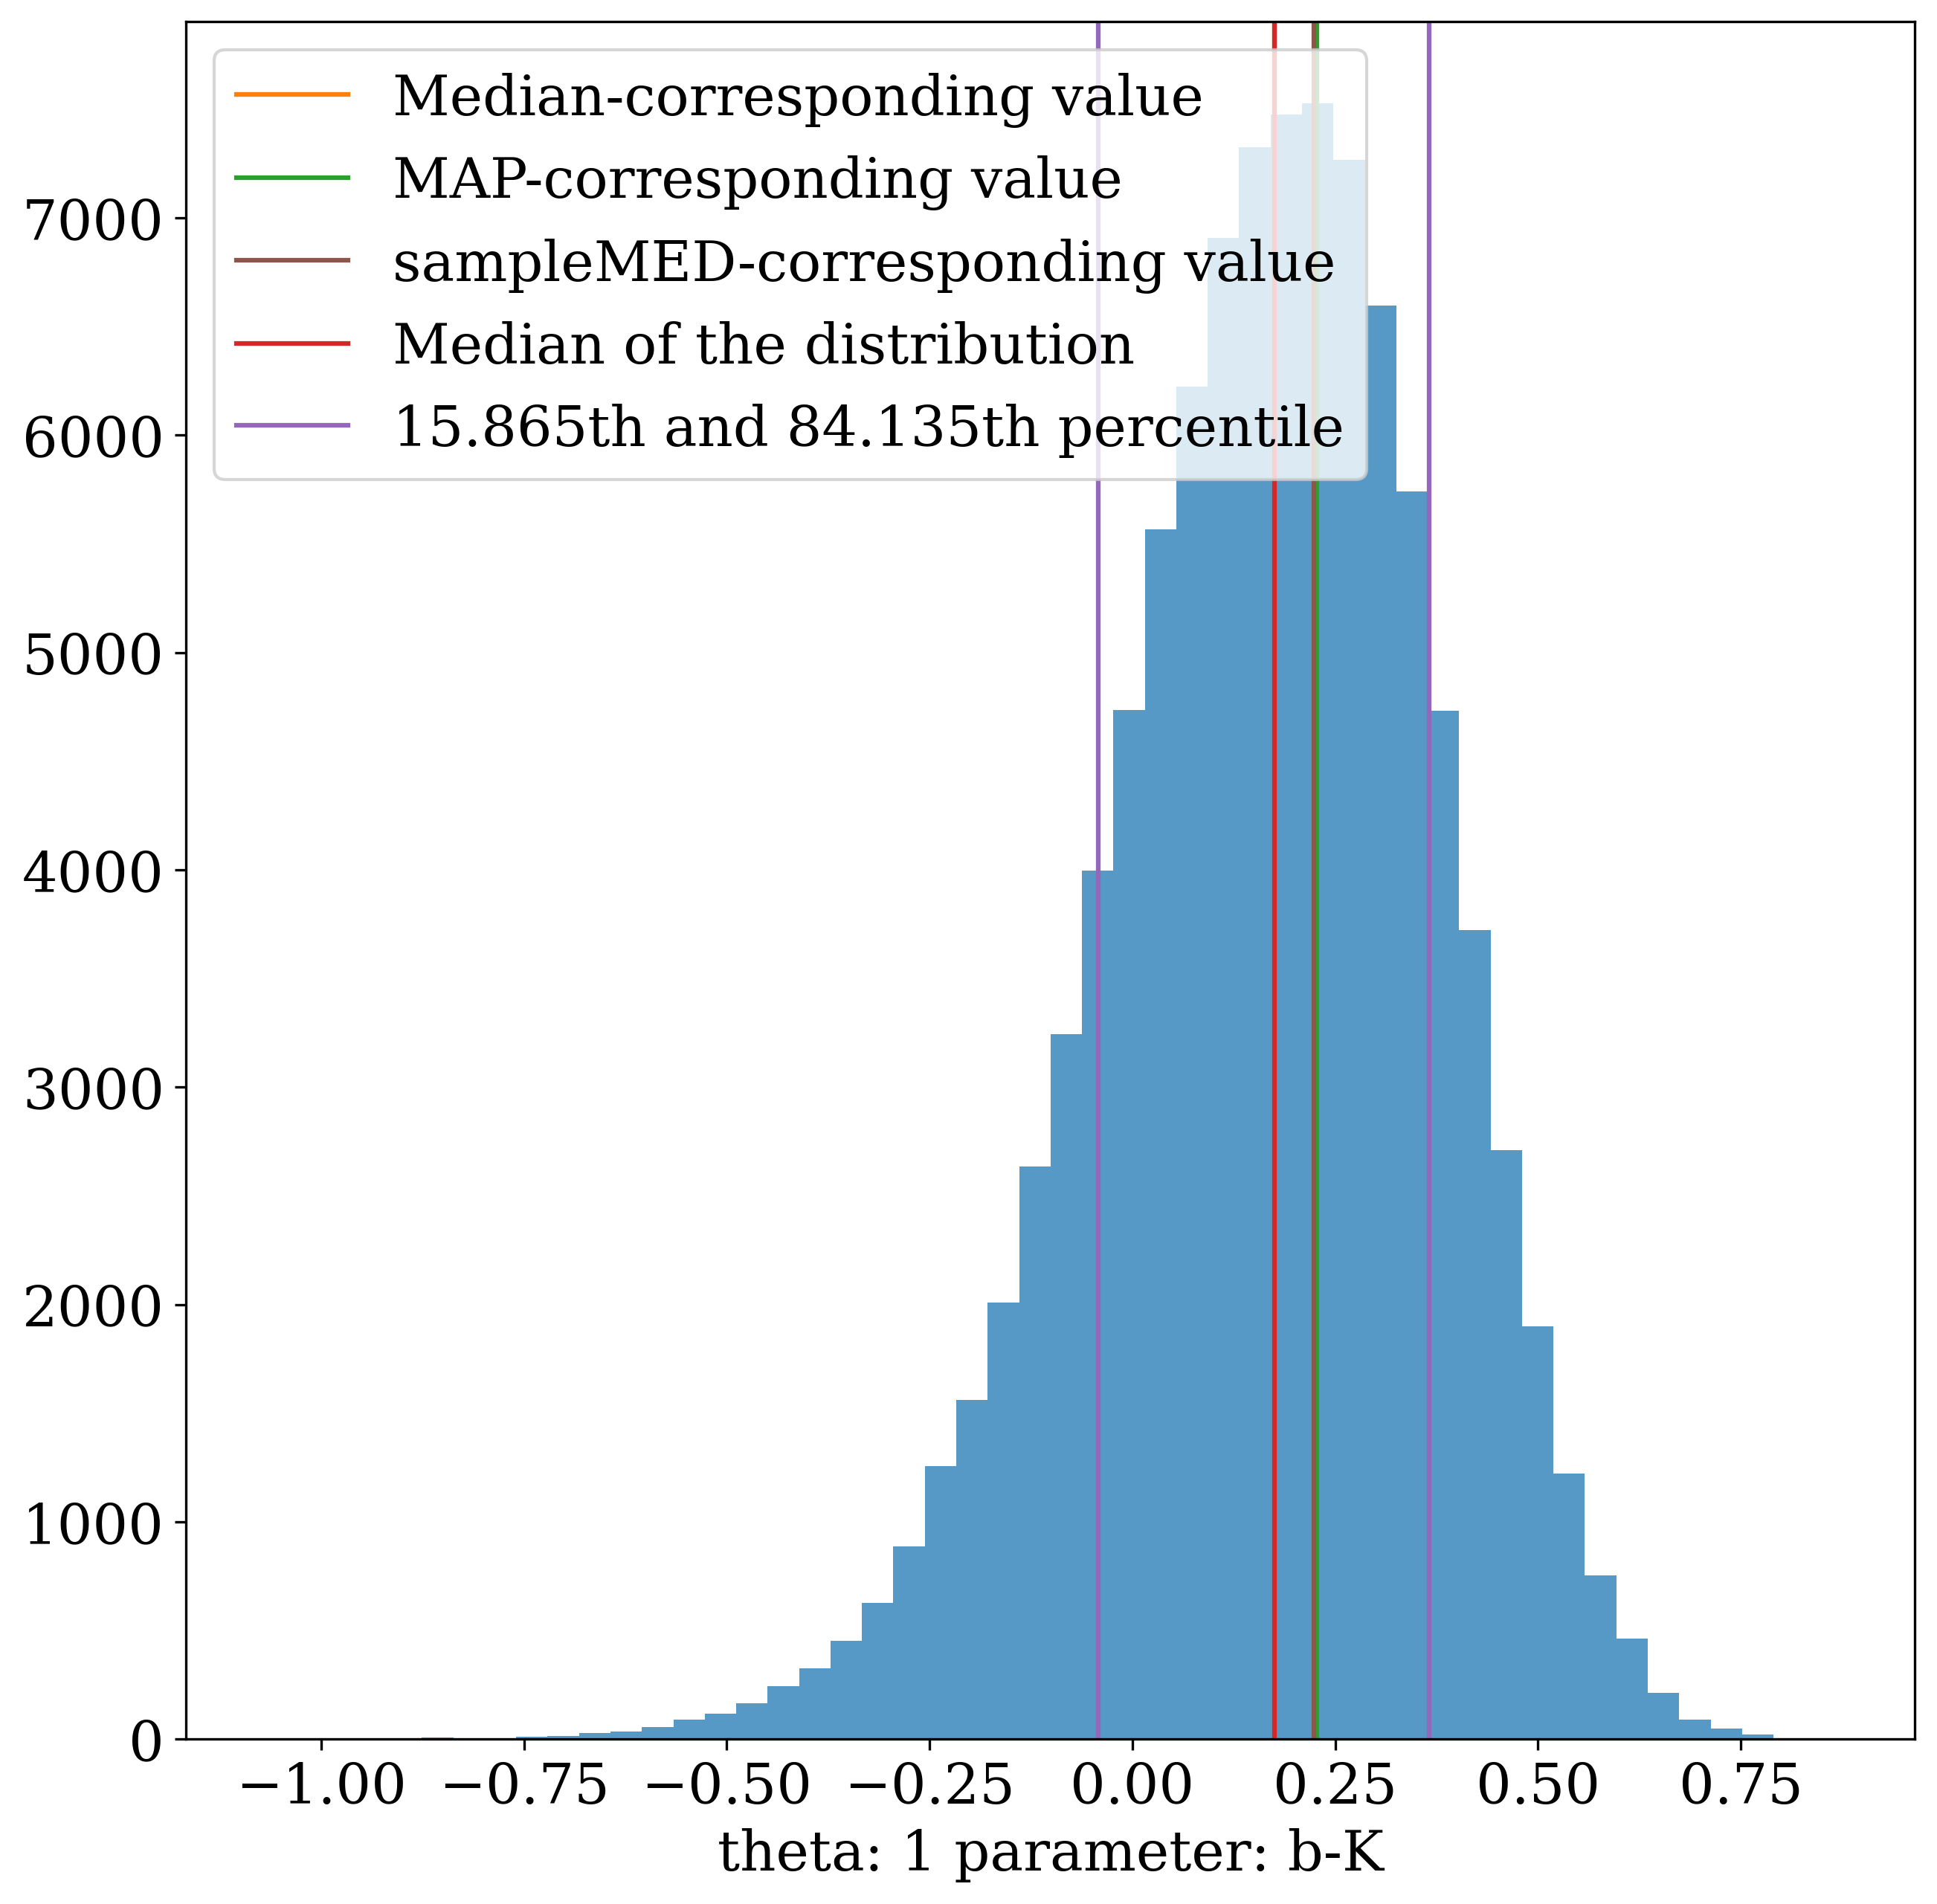 Median-corresponding value
MAP-corresponding value
sampleMED-corresponding value
Median of the distribution
15.865th and 84.135th percentile
7000
6000
5000
4000
3000
2000
1000
0
−1.00 −0.75 −0.50 −0.25 0.00 0.25 0.50 0.75
theta: 1 parameter: b-K